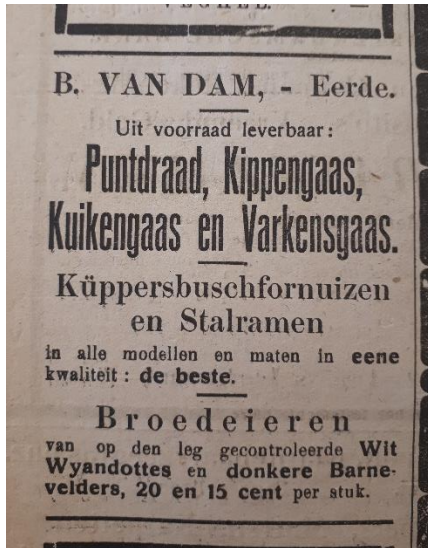 VEGHEL.
B. VAN DAM, - Eerde.
Uit voorraad leverbaar:
Puntdraad, Kippengaas,
Kuikengaas en Varkensgaas.
Küppersbuschfornuizen
en Stalramen
in alle modellen en maten in eene
kwaliteit: de beste.
Broedeieren
van op den leg gecontroleerde Wit
Wyandottes en donkere Barne-
velders, 20 en 15 cent per stuk.